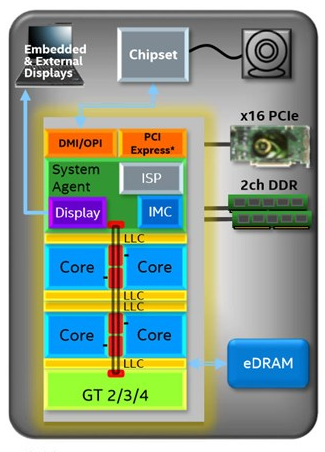 Embedded
& External
Displays
Chipset
x16 PCIe
DMI/OPI
PCI
Express*
System
Agent
ISP
2ch DDR
Display
IMC
LLC
Core
Core
LLC
LLC
Core
Core
LLC
eDRAM
GT 2/3/4